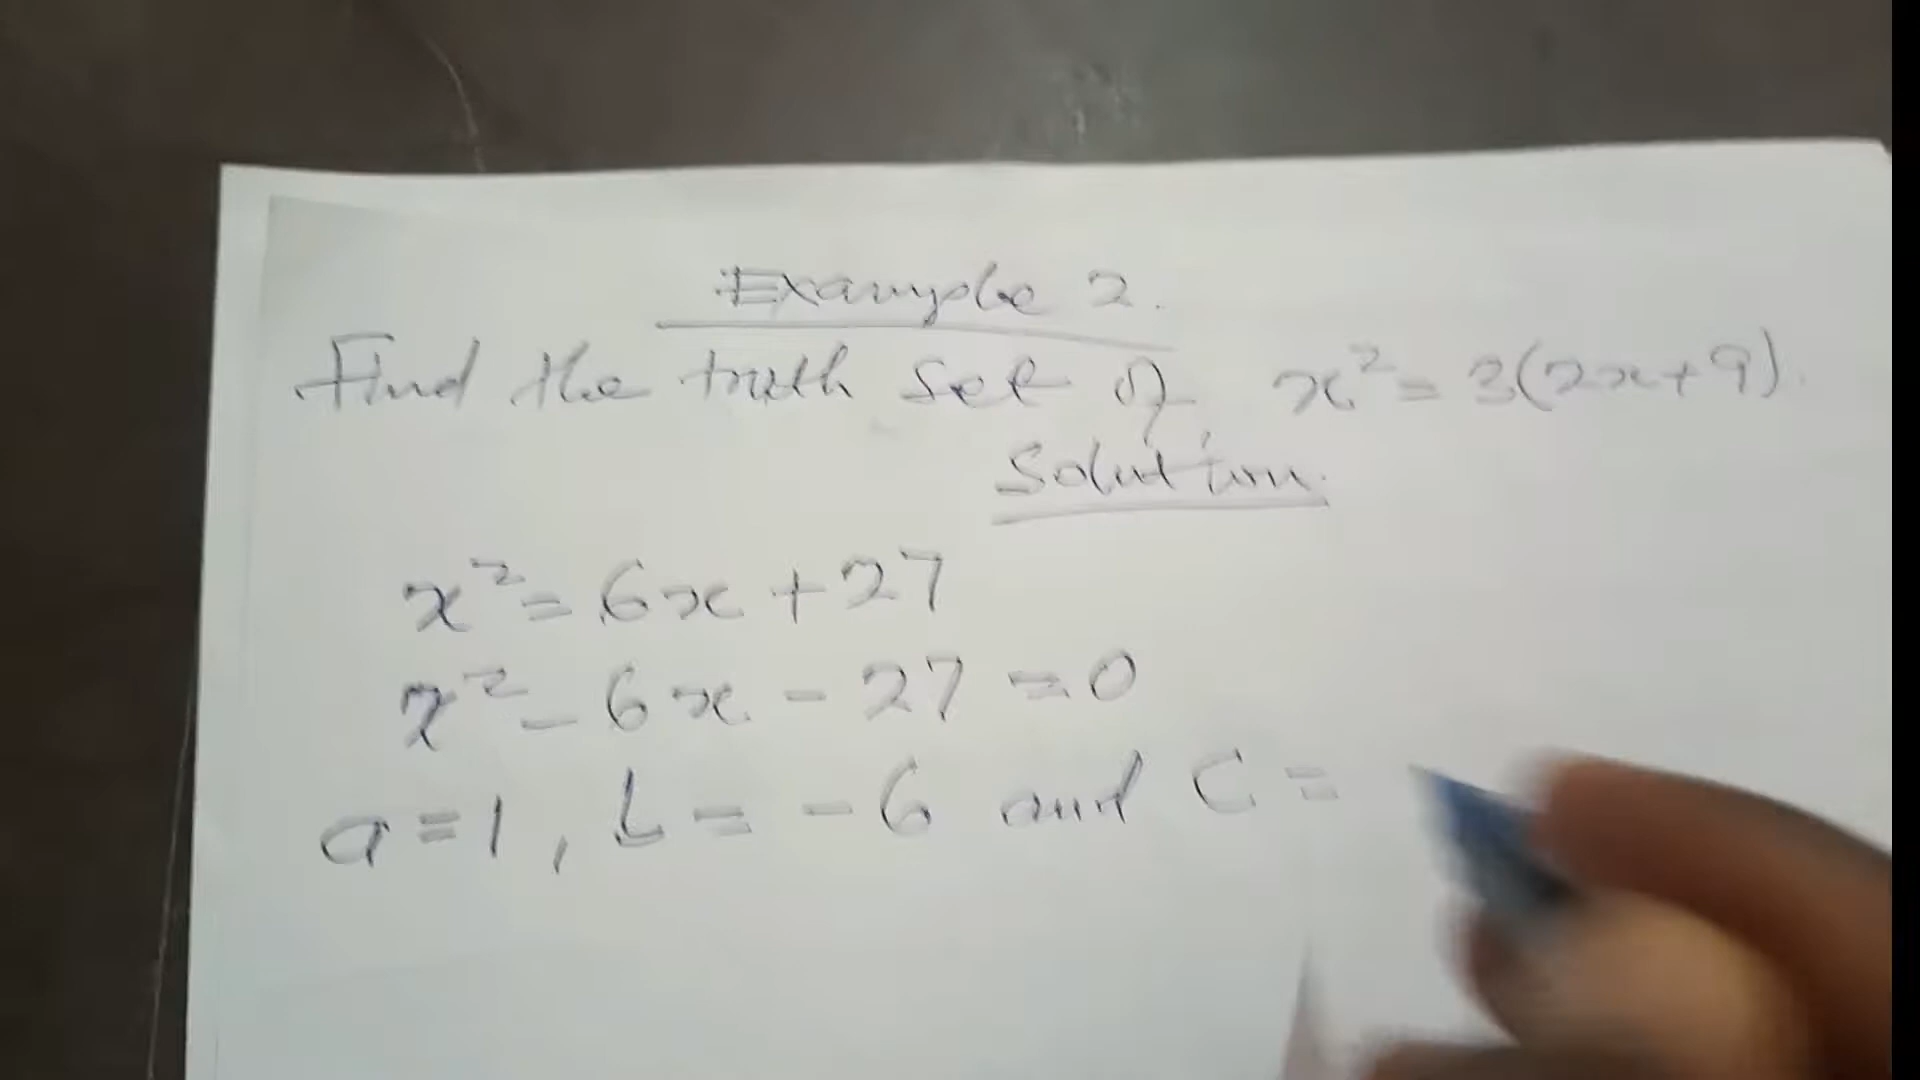 Example 2.
Find the truth set of x² = 3(2x+9).
Solution.
x² = 6x + 27
x² - 6x - 27 = 0
a = 1, b = -6 and C =